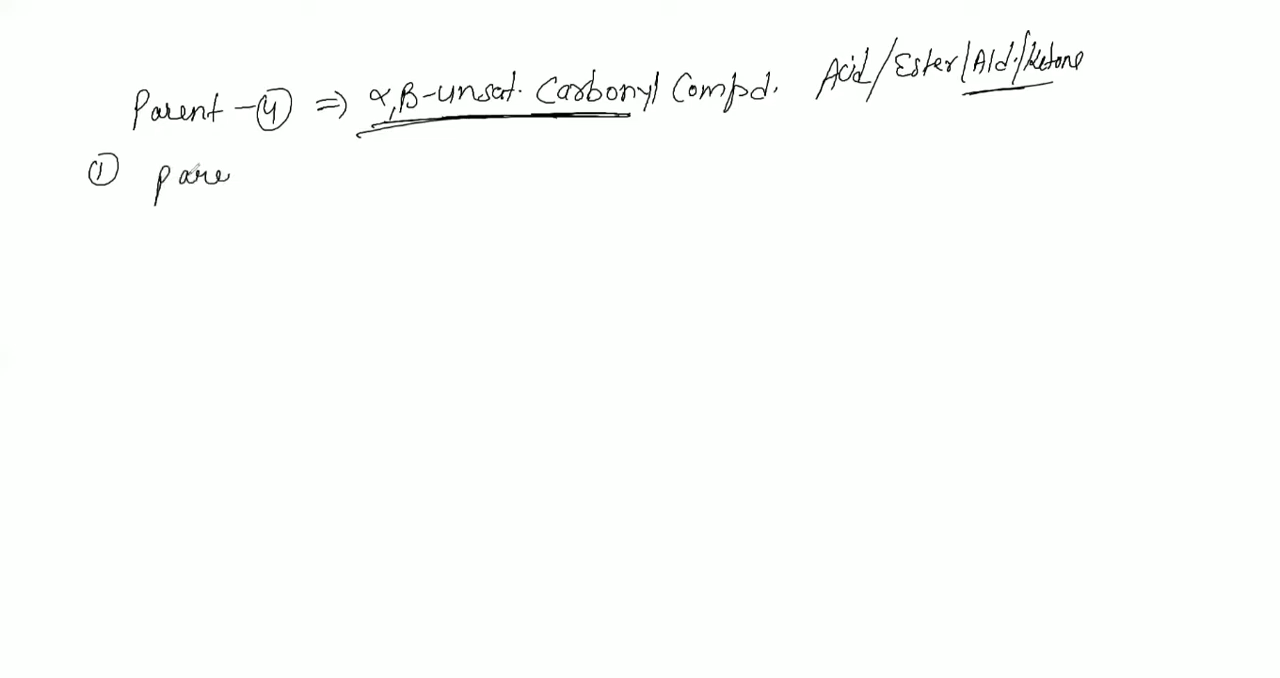 Parent - ④ ⇒ α,β-unsat. Carbonyl Compd. Acid/Ester/Ald./Ketone
① pare